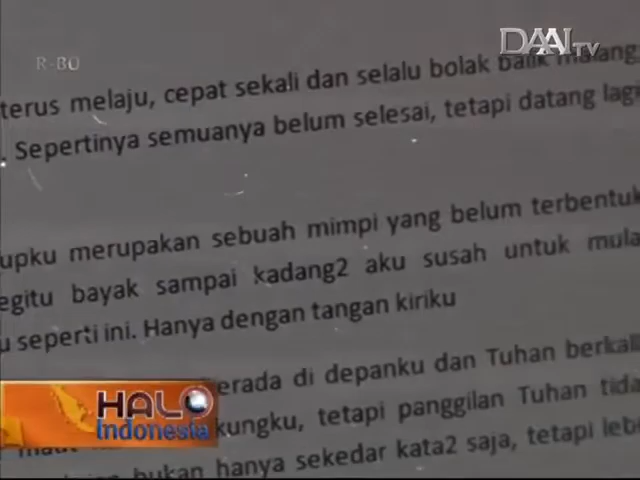 R-BO
DAAI TV
terus melaju, cepat sekali dan selalu bolak balik malang,
. Sepertinya semuanya belum selesai, tetapi datang lagi
upku merupakan sebuah mimpi yang belum terbentuk
egitu bayak sampai kadang2 aku susah untuk mula
u seperti ini. Hanya dengan tangan kiriku
erada di depanku dan Tuhan berkali
kungku, tetapi panggilan Tuhan tida
bukan hanya sekedar kata2 saja, tetapi lebi
HALO
Indonesia